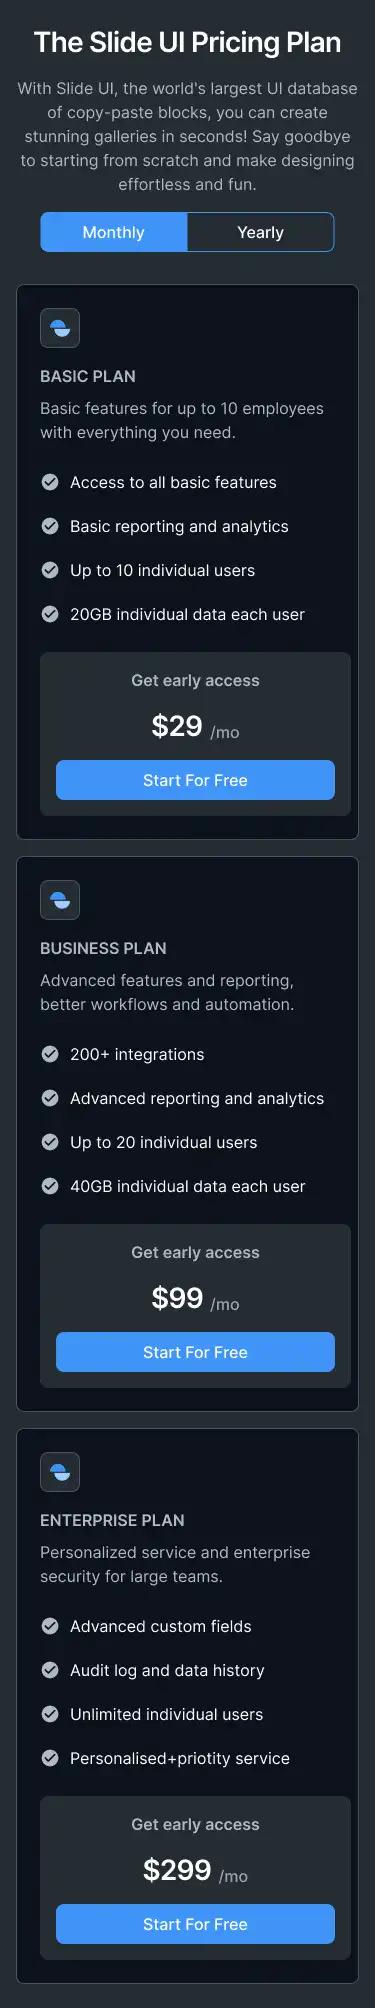 The Slide UI Pricing Plan
With Slide UI, the world's largest UI database
of copy-paste blocks, you can create
stunning galleries in seconds! Say goodbye
to starting from scratch and make designing
effortless and fun.
Monthly
Yearly
BASIC PLAN
Basic features for up to 10 employees
with everything you need.
Access to all basic features
Basic reporting and analytics
Up to 10 individual users
20GB individual data each user
Get early access
$29 /mo
Start For Free
BUSINESS PLAN
Advanced features and reporting,
better workflows and automation.
200+ integrations
Advanced reporting and analytics
Up to 20 individual users
40GB individual data each user
Get early access
$99 /mo
Start For Free
ENTERPRISE PLAN
Personalized service and enterprise
security for large teams.
Advanced custom fields
Audit log and data history
Unlimited individual users
Personalised+priotity service
Get early access
$299 /mo
Start For Free